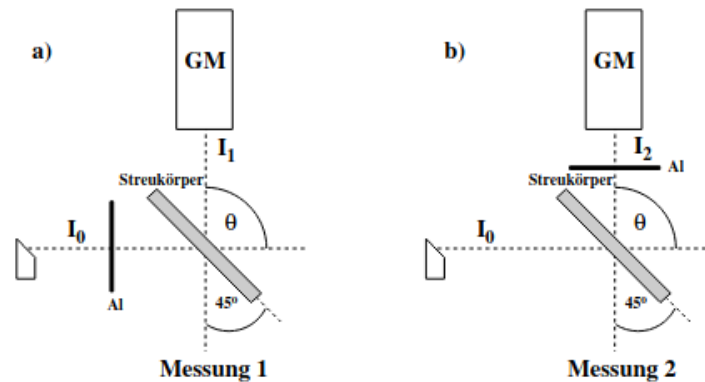 a)
GM
I1
Streukörper
I0
θ
Al
45°
Messung 1
b)
GM
I2
Al
Streukörper
I0
θ
45°
Messung 2